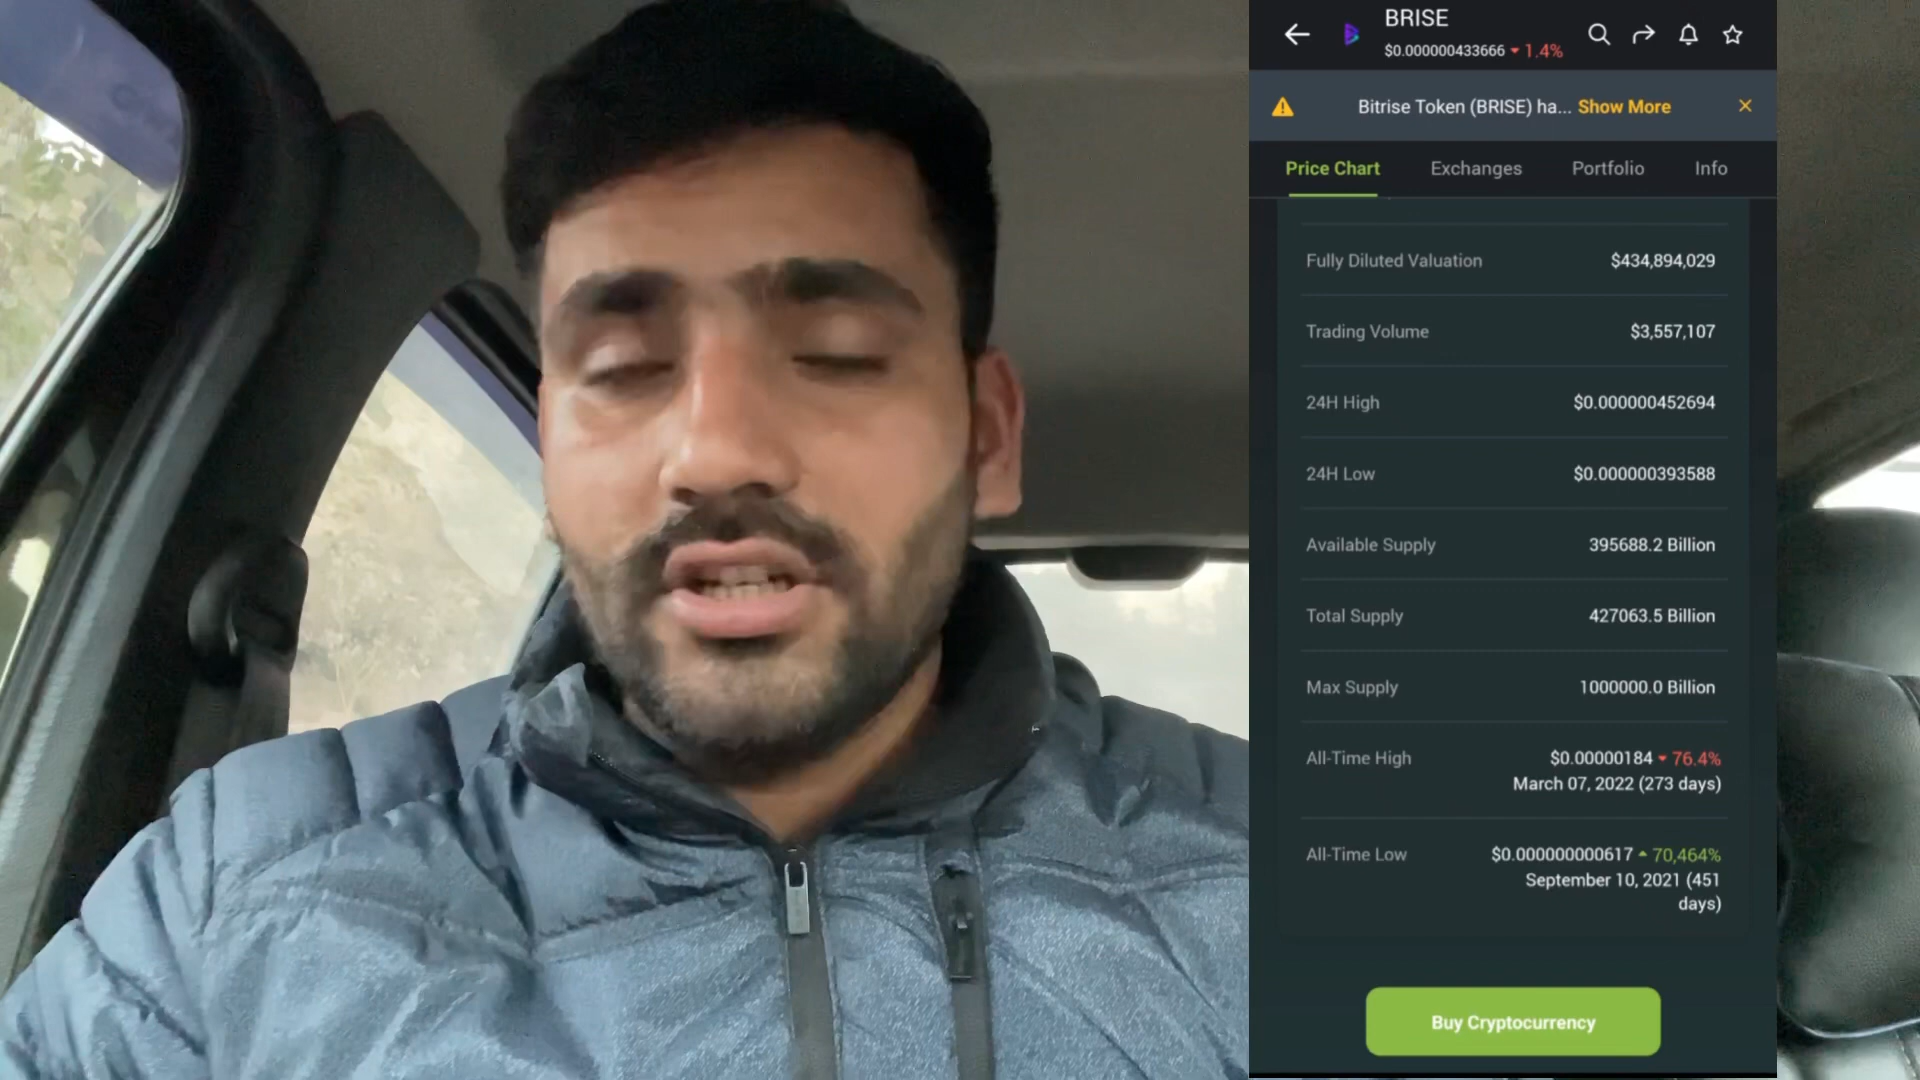 BRISE
$0.000000433666 1.4%
Bitrise Token (BRISE) ha... Show More
Price Chart Exchanges Portfolio Info
Fully Diluted Valuation $434,894,029
Trading Volume $3,557,107
24H High $0.000000452694
24H Low $0.000000393588
Available Supply 395688.2 Billion
Total Supply 427063.5 Billion
Max Supply 1000000.0 Billion
All-Time High $0.00000184 76.4%
March 07, 2022 (273 days)
All-Time Low $0.000000000617 70,464%
September 10, 2021 (451
days)
Buy Cryptocurrency